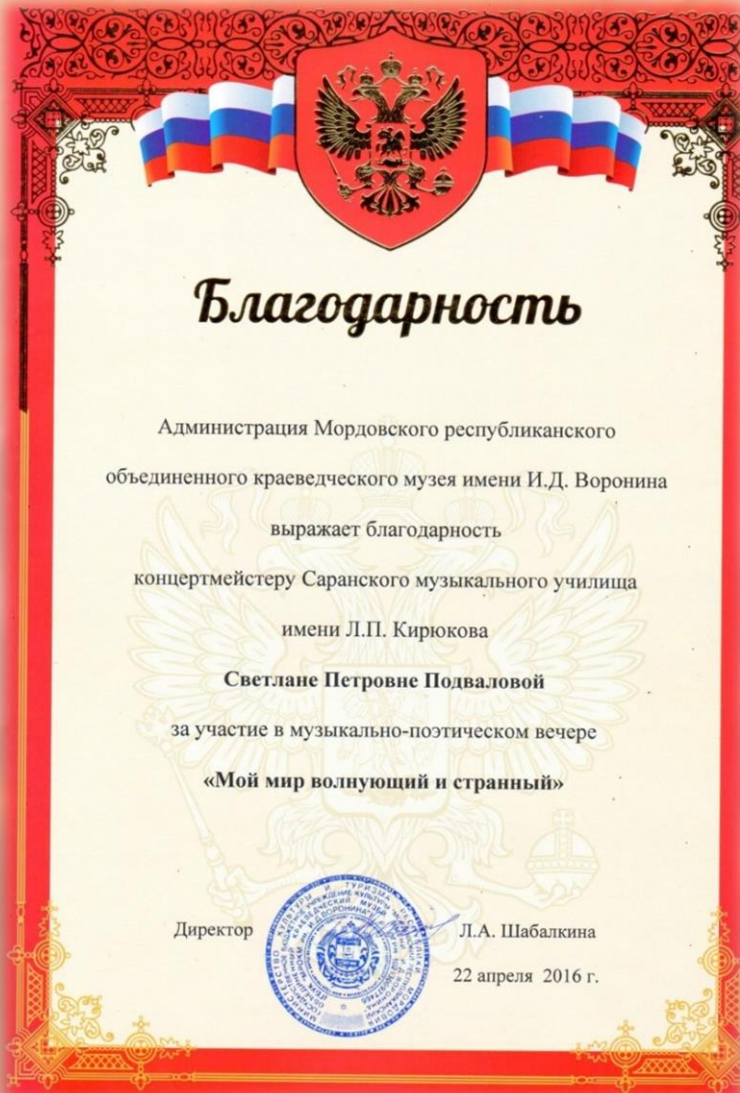 Благодарность
Администрация Мордовского республиканского
объединенного краеведческого музея имени И.Д. Воронина
выражает благодарность
концертмейстеру Саранского музыкального училища
имени Л.П. Кирюкова
Светлане Петровне Подваловой
за участие в музыкально-поэтическом вечере
«Мой мир волнующий и странный»
Директор
Л.А. Шабалкина
22 апреля 2016 г.